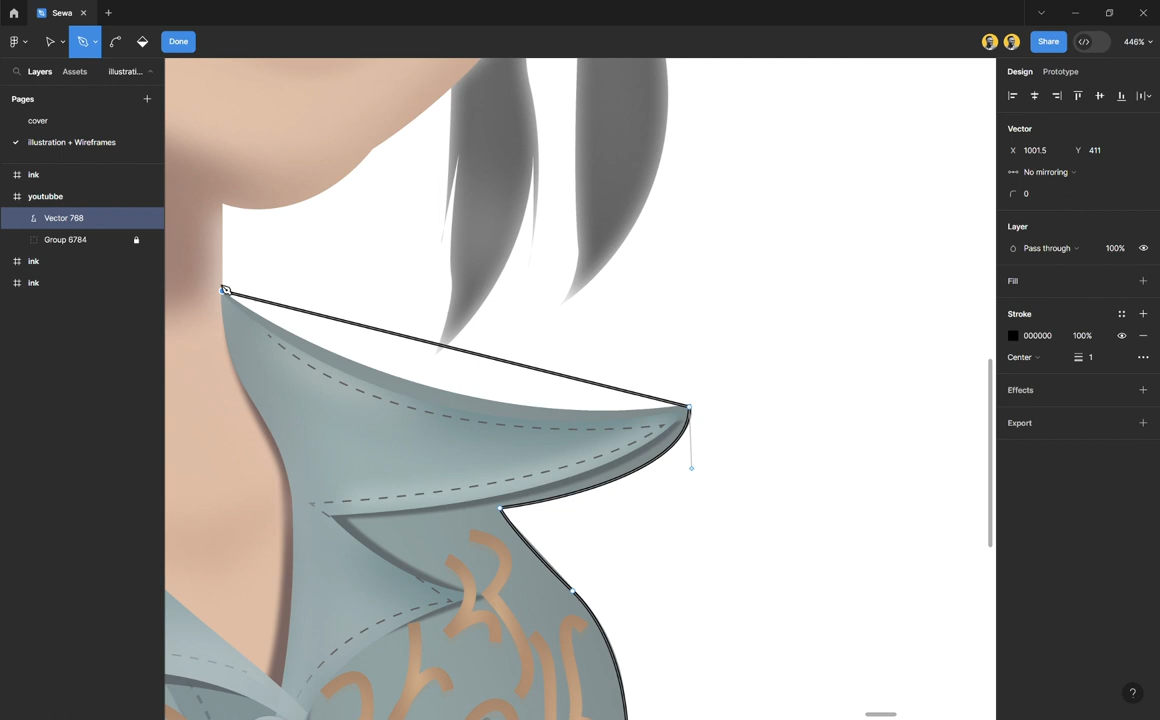 Sewa
Done
Share
446%
Layers
Assets
illustrati...
Design
Prototype
Pages
cover
illustration + Wireframes
ink
youtubbe
Vector 768
Group 6784
ink
ink
Vector
X 1001.5
Y 411
No mirroring
0
Layer
Pass through
100%
Fill
Stroke
000000
100%
Center
1
Effects
Export
?